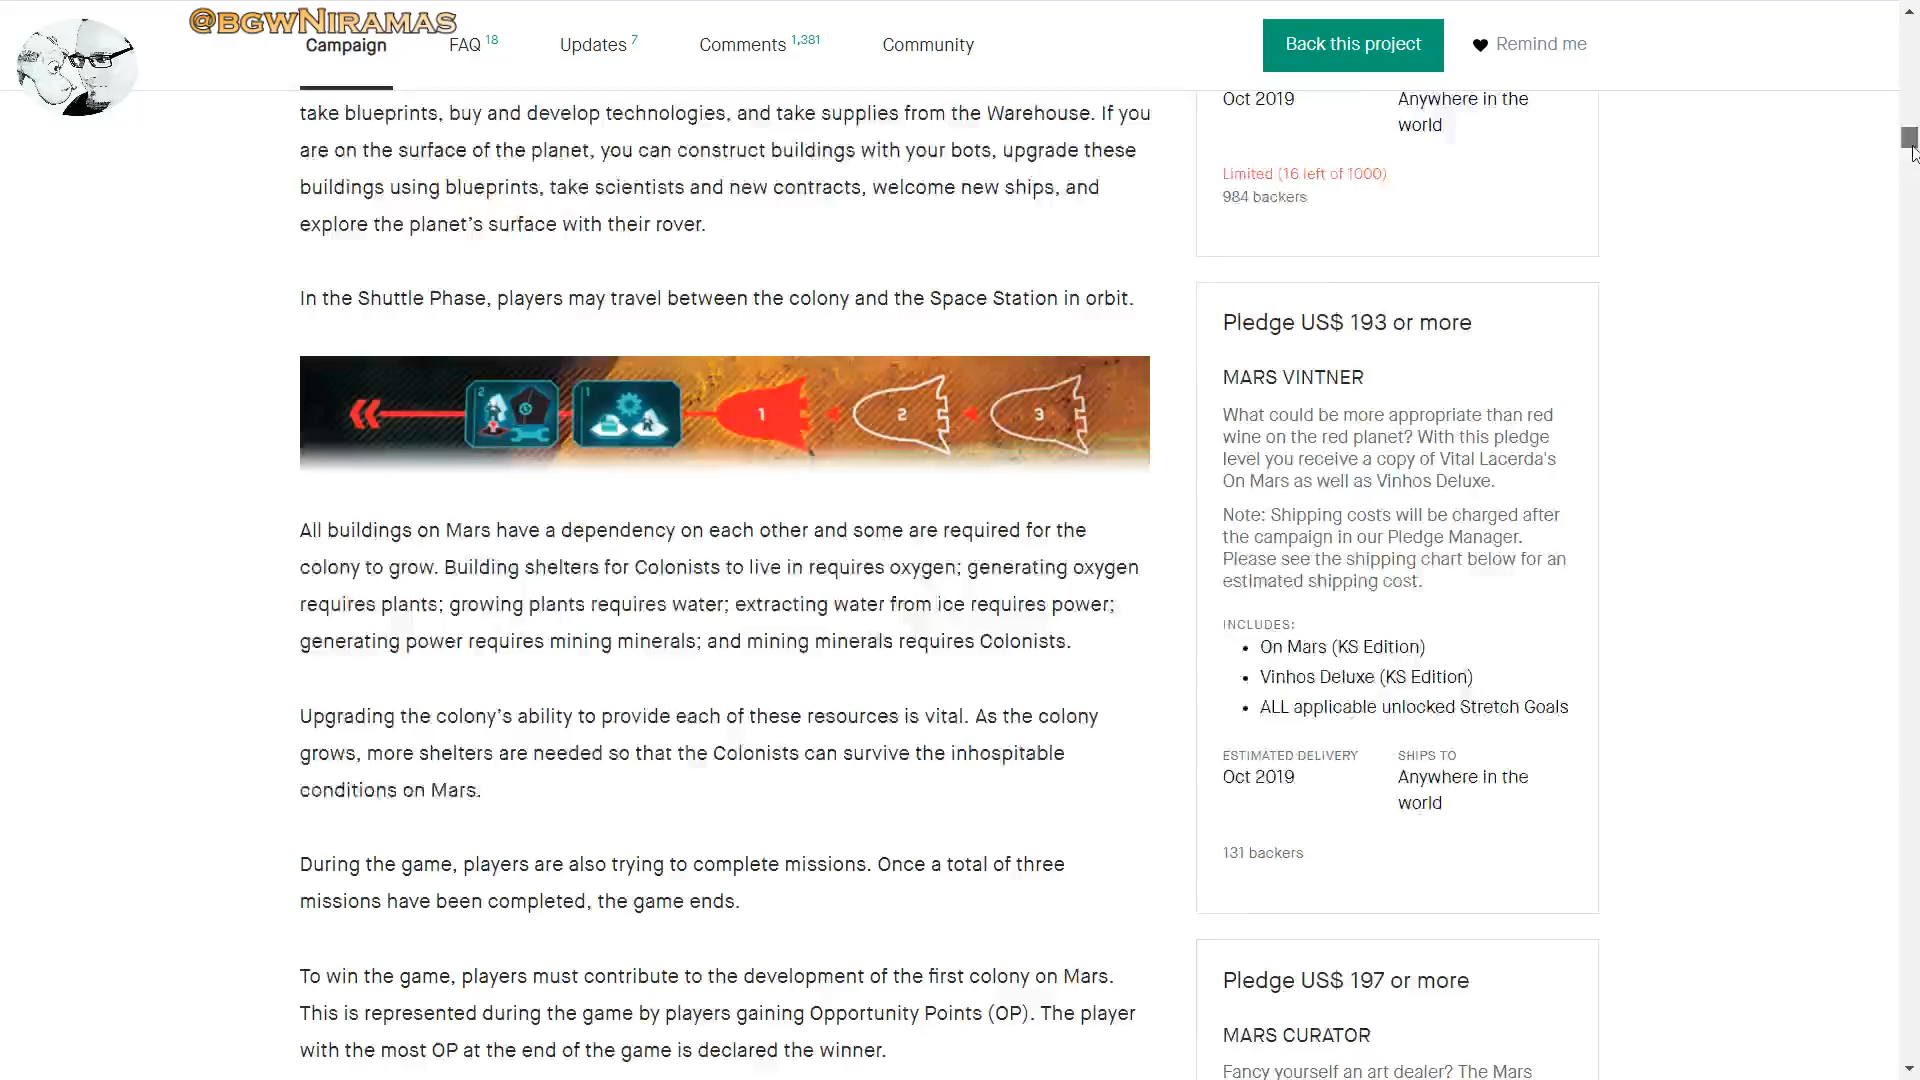 @BGWNIRAMAS
Campaign
FAQ 18
Updates 7
Comments 1,381
Community
Back this project
Remind me
take blueprints, buy and develop technologies, and take supplies from the Warehouse. If you
are on the surface of the planet, you can construct buildings with your bots, upgrade these
buildings using blueprints, take scientists and new contracts, welcome new ships, and
explore the planet’s surface with their rover.
In the Shuttle Phase, players may travel between the colony and the Space Station in orbit.
2
1
1
2
3
All buildings on Mars have a dependency on each other and some are required for the
colony to grow. Building shelters for Colonists to live in requires oxygen; generating oxygen
requires plants; growing plants requires water; extracting water from ice requires power;
generating power requires mining minerals; and mining minerals requires Colonists.
Upgrading the colony’s ability to provide each of these resources is vital. As the colony
grows, more shelters are needed so that the Colonists can survive the inhospitable
conditions on Mars.
During the game, players are also trying to complete missions. Once a total of three
missions have been completed, the game ends.
To win the game, players must contribute to the development of the first colony on Mars.
This is represented during the game by players gaining Opportunity Points (OP). The player
with the most OP at the end of the game is declared the winner.
Oct 2019
Anywhere in the
world
Limited (16 left of 1000)
984 backers
Pledge US$ 193 or more
MARS VINTNER
What could be more appropriate than red
wine on the red planet? With this pledge
level you receive a copy of Vital Lacerda's
On Mars as well as Vinhos Deluxe.
Note: Shipping costs will be charged after
the campaign in our Pledge Manager.
Please see the shipping chart below for an
estimated shipping cost.
INCLUDES:
• On Mars (KS Edition)
• Vinhos Deluxe (KS Edition)
• ALL applicable unlocked Stretch Goals
ESTIMATED DELIVERY
Oct 2019
SHIPS TO
Anywhere in the
world
131 backers
Pledge US$ 197 or more
MARS CURATOR
Fancy yourself an art dealer? The Mars